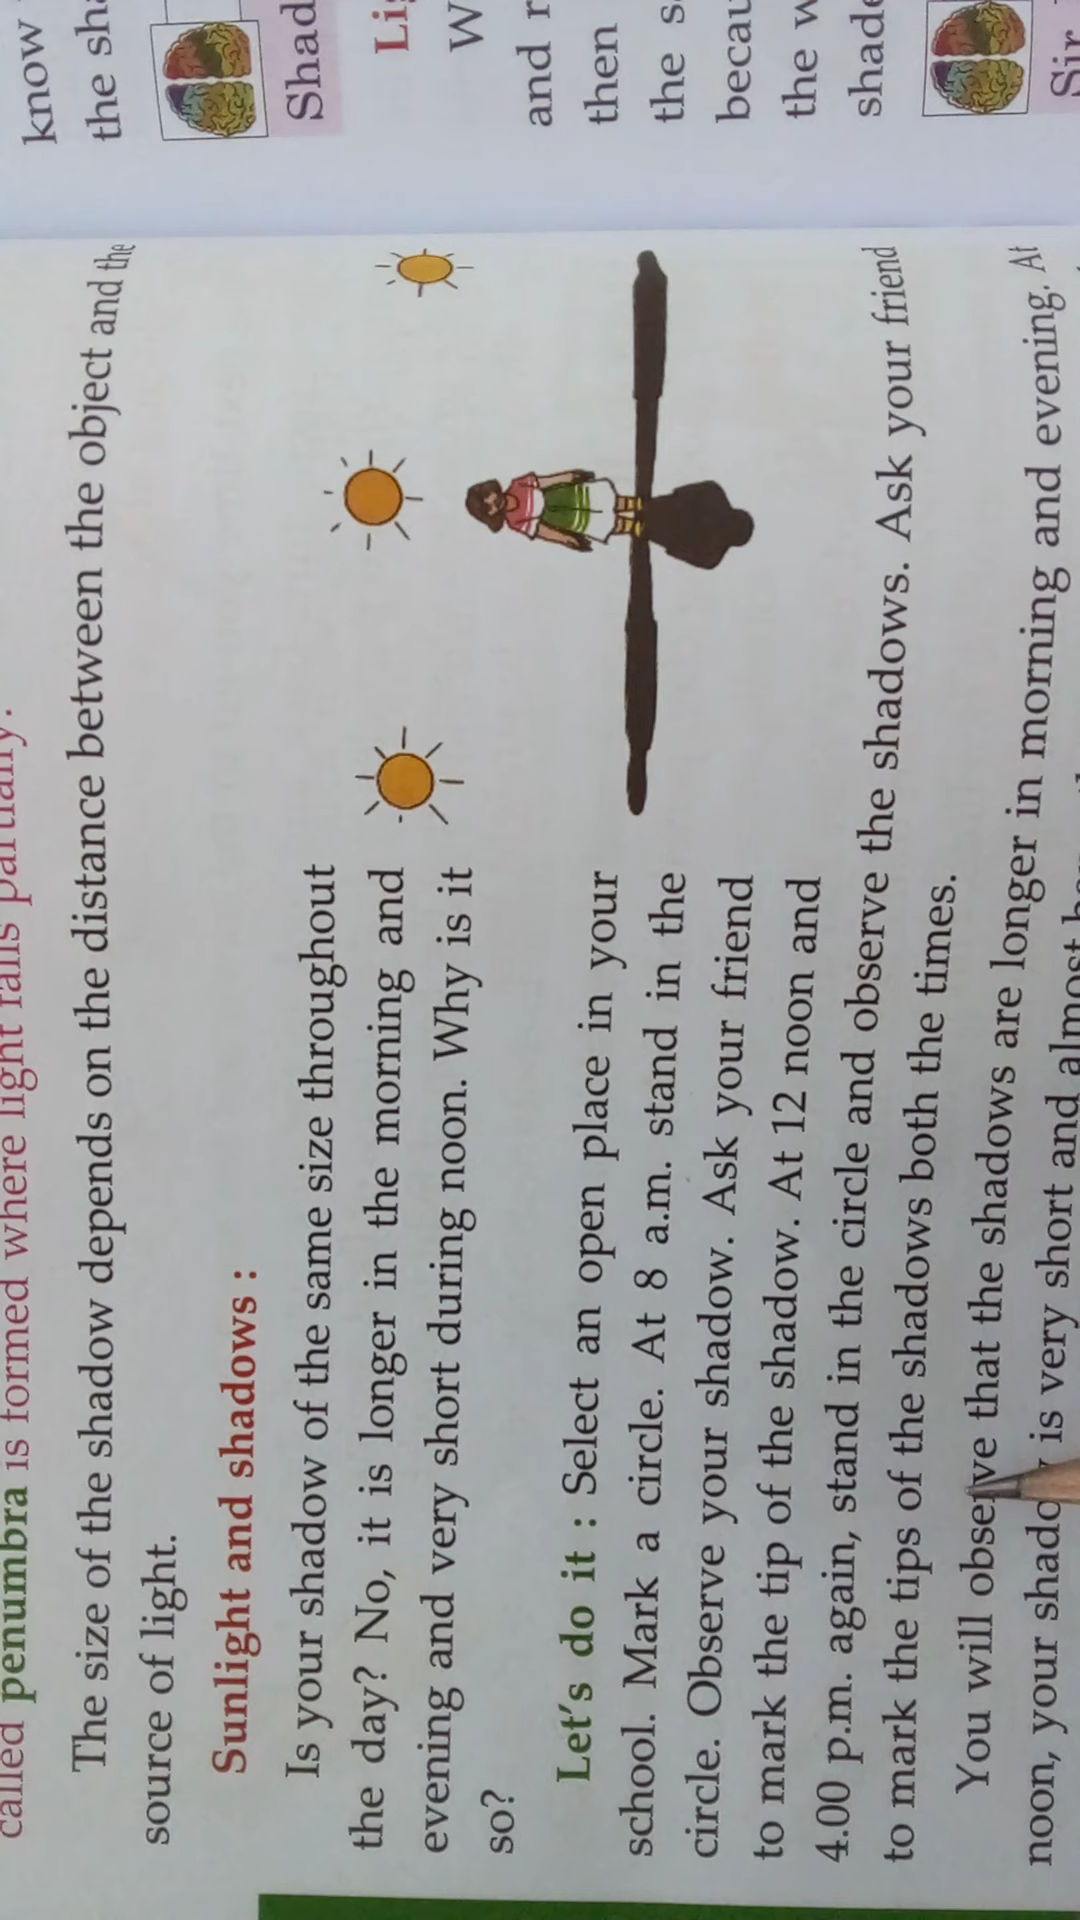 called penumbra is formed where light falls partially.
The size of the shadow depends on the distance between the object and the
source of light.
Sunlight and shadows :
Is your shadow of the same size throughout
the day? No, it is longer in the morning and
evening and very short during noon. Why is it
so?
Let's do it : Select an open place in your
school. Mark a circle. At 8 a.m. stand in the
circle. Observe your shadow. Ask your friend
to mark the tip of the shadow. At 12 noon and
4.00 p.m. again, stand in the circle and observe the shadows. Ask your friend
to mark the tips of the shadows both the times.
You will observe that the shadows are longer in morning and evening. At
noon, your shadow is very short and almost
know
the
Shad
Li
W
and
then
the
becau
the w
shade
Sir